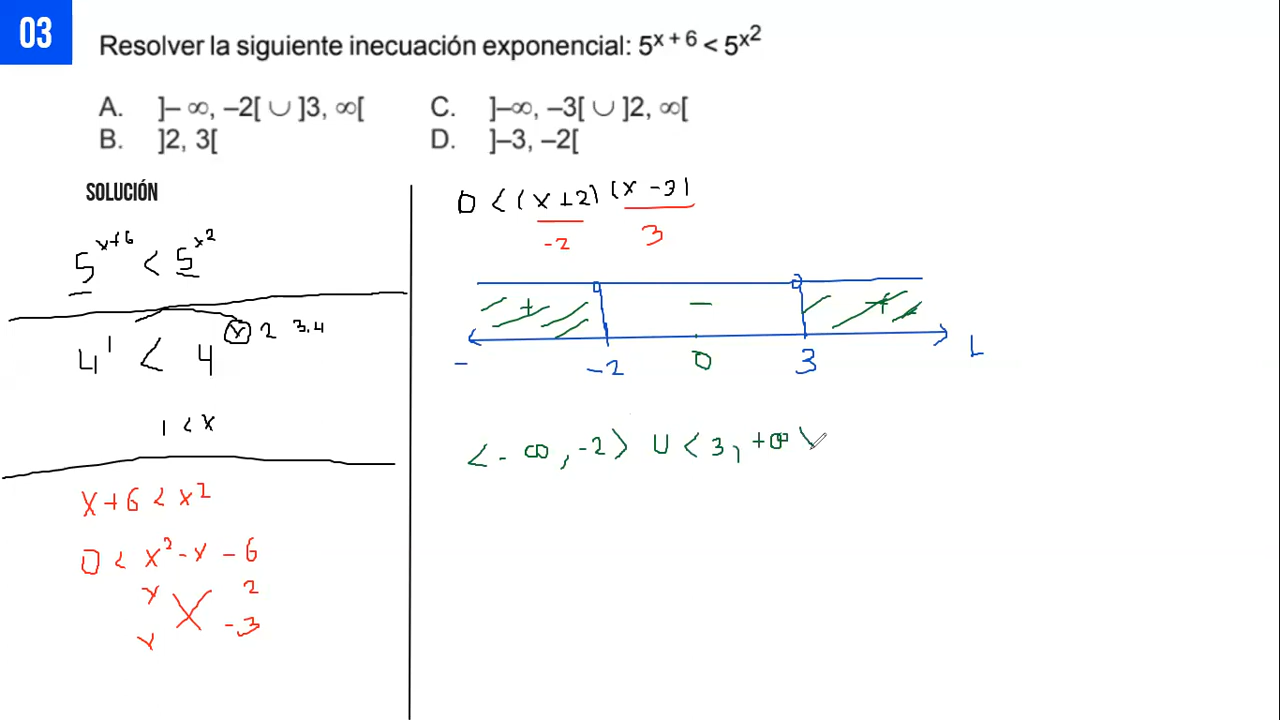 03
Resolver la siguiente inecuación exponencial: 5^(x + 6) < 5^(x²)
A. ]– ∞, –2[ ∪ ]3, ∞[
B. ]2, 3[
C. ]–∞, –3[ ∪ ]2, ∞[
D. ]–3, –2[
SOLUCIÓN
5^(x+6) < 5^(x²)
4^1 < 4^x 2 3.4
1 < x
x + 6 < x²
0 < x² - x - 6
x 2
x -3
0 < (x + 2) (x - 3)
-2 3
+ - +
- -2 0 3
< - ∞, -2 > U < 3, +∞ >